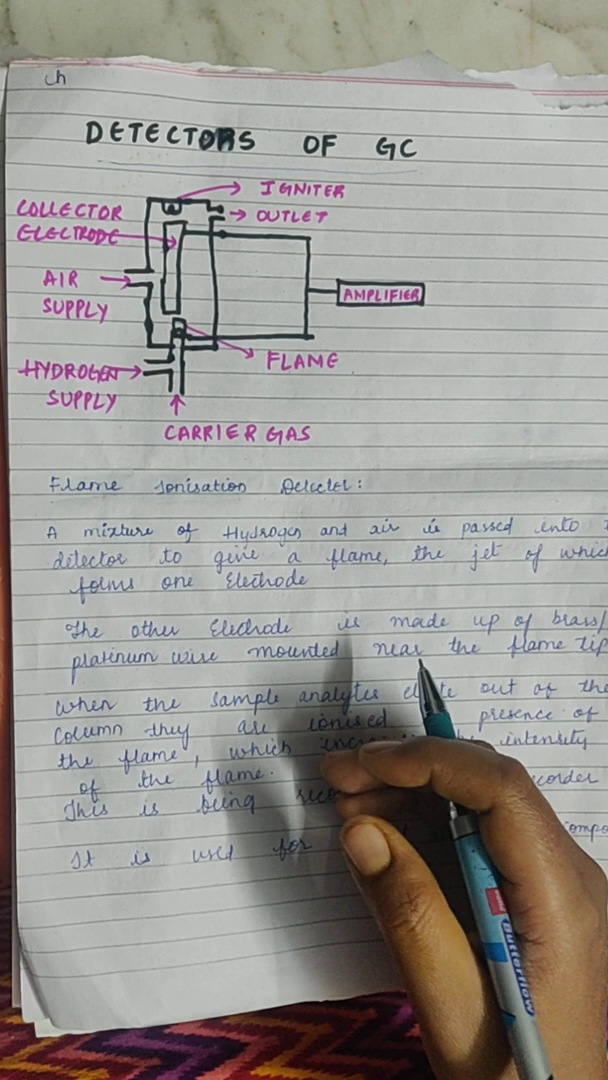 ch
DETECTORS OF GC
IGNITER
COLLECTOR
OUTLET
ELECTRODE
AIR
SUPPLY
AMPLIFIER
FLAME
HYDROGEN
SUPPLY
CARRIER GAS
Flame Ionisation Detector:
A mixture of Hydrogen and air is passed into
detector to give a flame, the jet of which
forms one Electrode
The other Electrode is made up of brass/
platinum wire mounted near the flame tip
When the sample analytes out of the
column they are ionised presence of
the flame, which intensity
of the flame.
This is being
It is used for
Butterflow